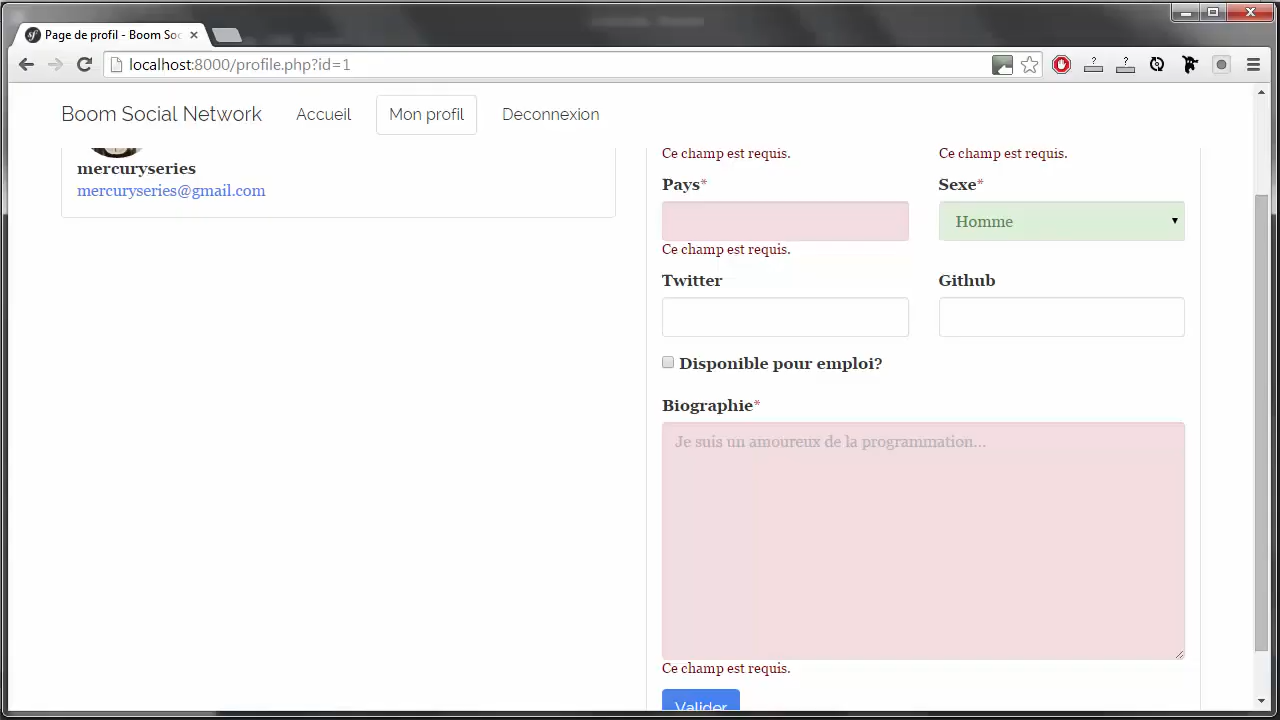 Page de profil - Boom Soc
localhost:8000/profile.php?id=1
Boom Social Network
Accueil
Mon profil
Deconnexion
mercuryseries
mercuryseries@gmail.com
Ce champ est requis.
Ce champ est requis.
Pays*
Sexe*
Homme
Ce champ est requis.
Twitter
Github
Disponible pour emploi?
Biographie*
Je suis un amoureux de la programmation...
Ce champ est requis.
Valider